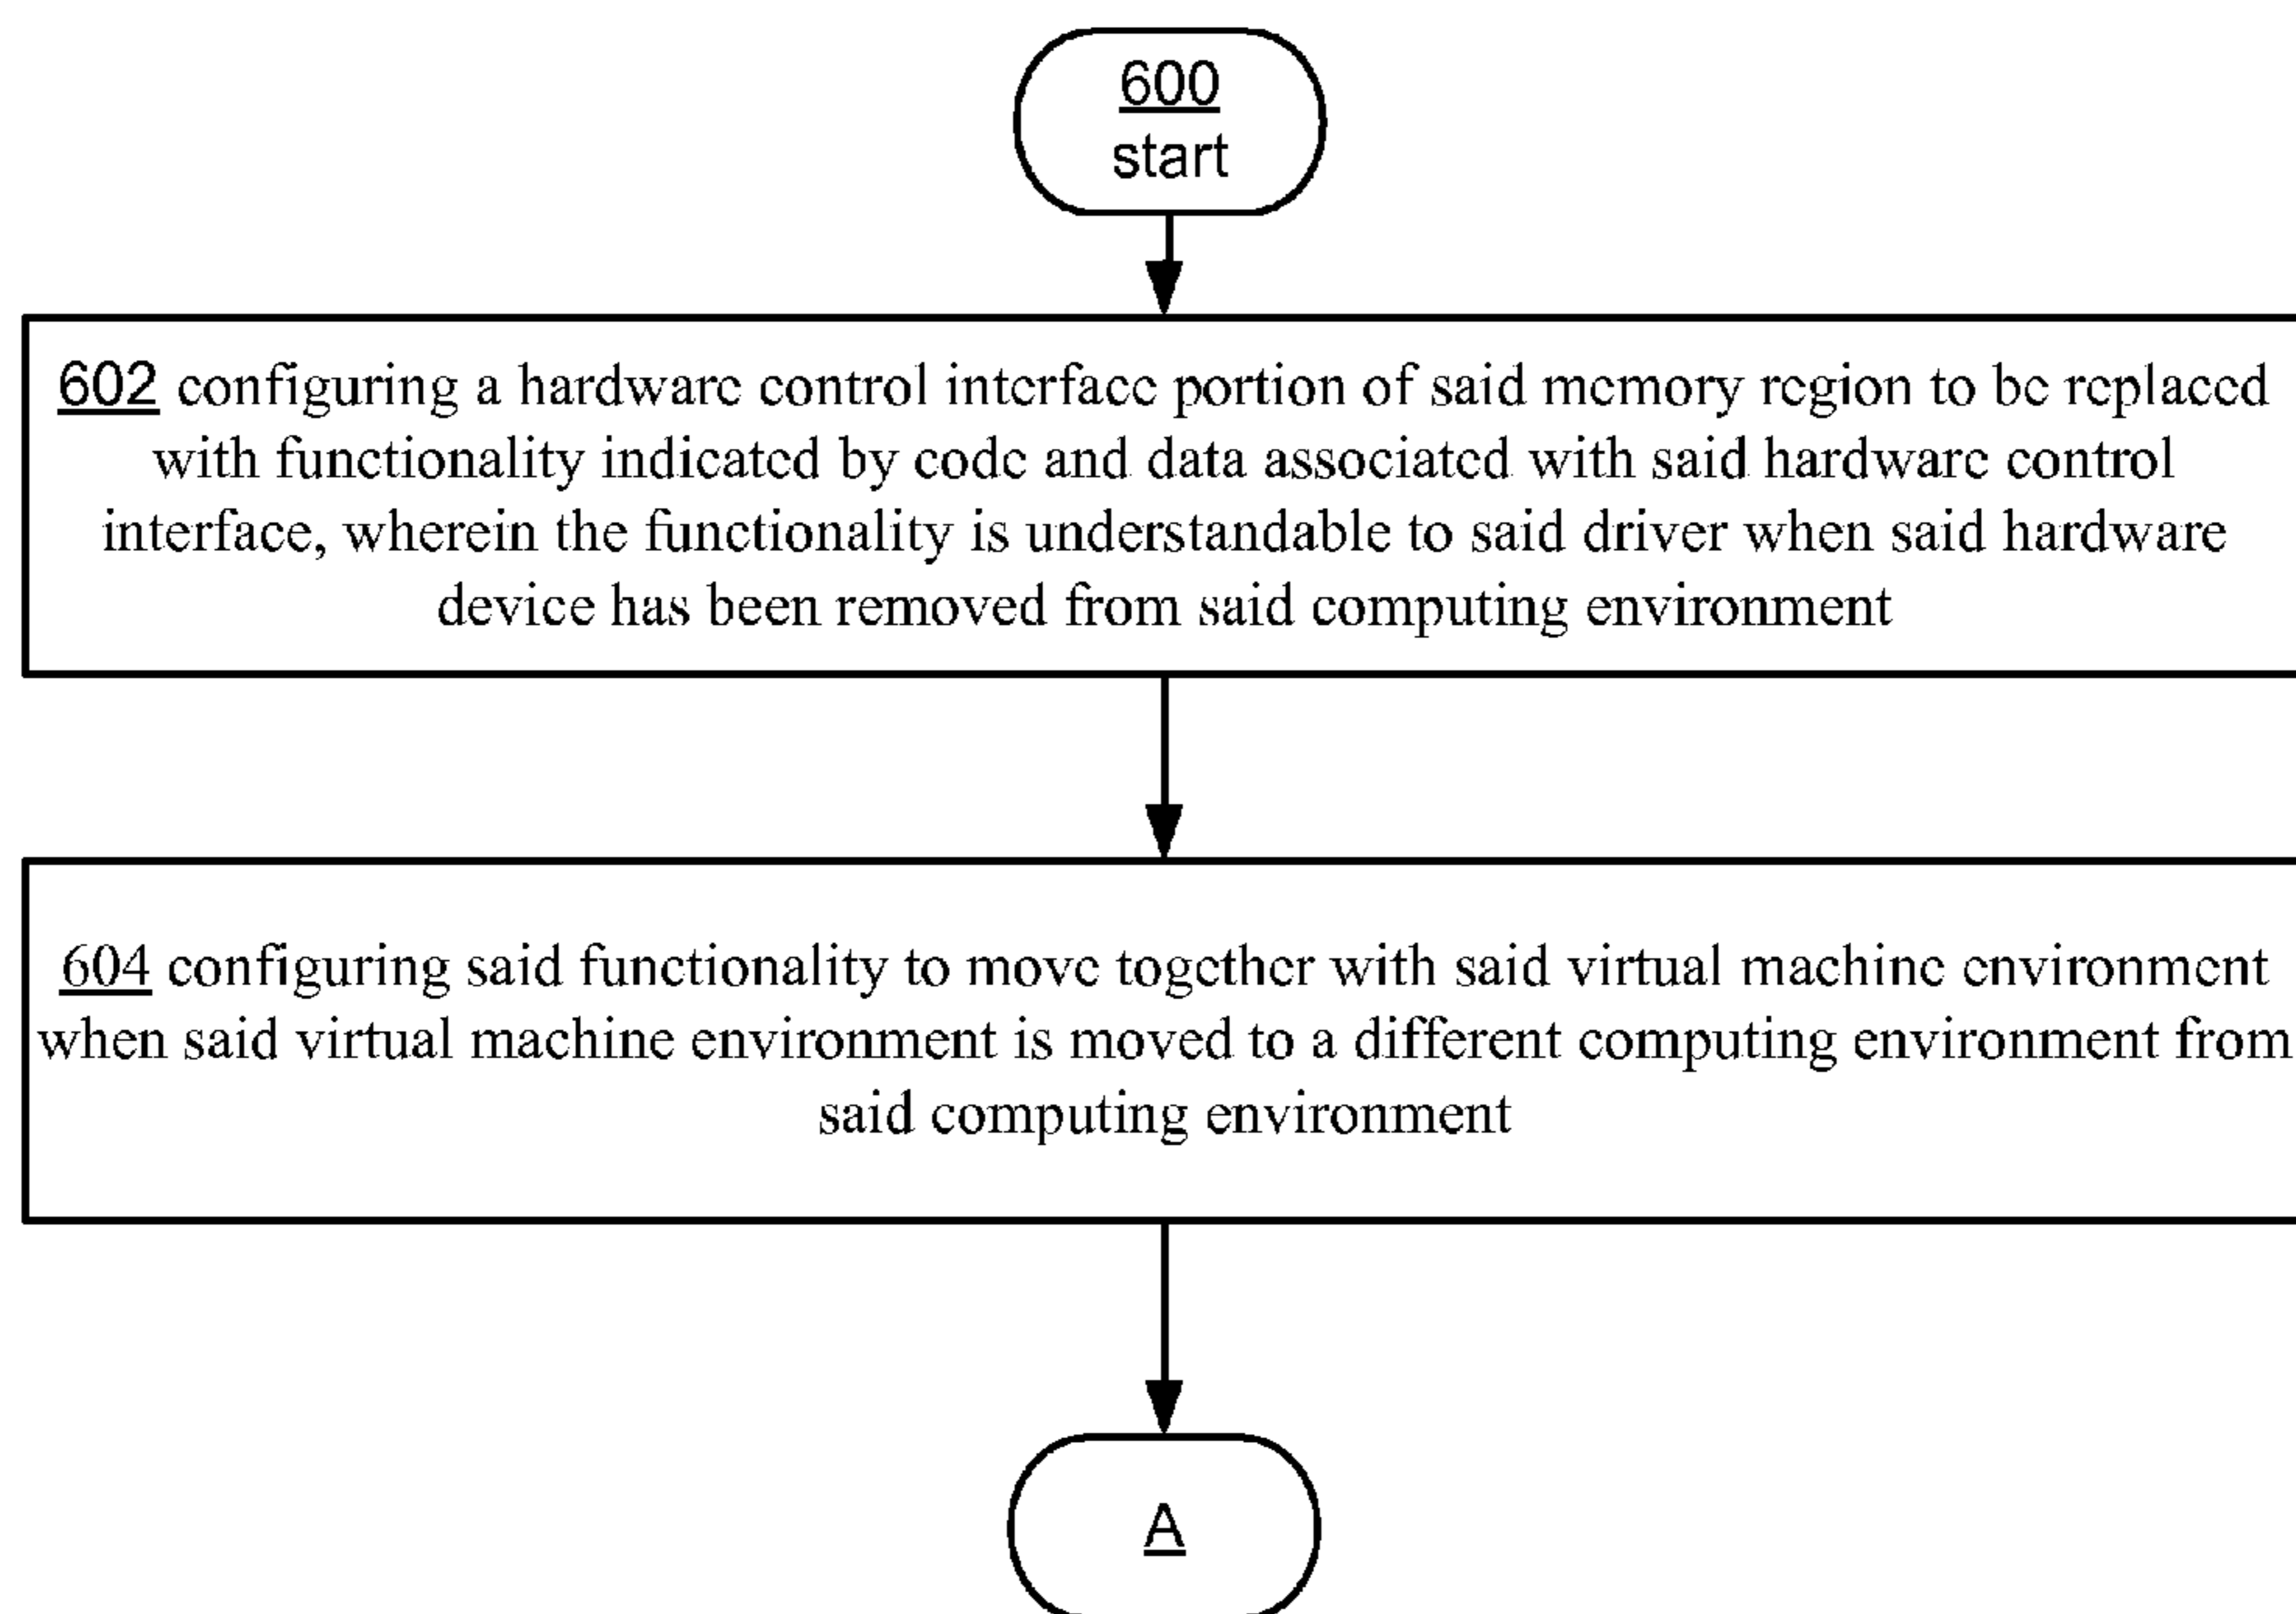 600
start
602 configuring a hardware control interface portion of said memory region to be replaced
with functionality indicated by code and data associated with said hardware control
interface, wherein the functionality is understandable to said driver when said hardware
device has been removed from said computing environment
604 configuring said functionality to move together with said virtual machine environment
when said virtual machine environment is moved to a different computing environment from
said computing environment
A